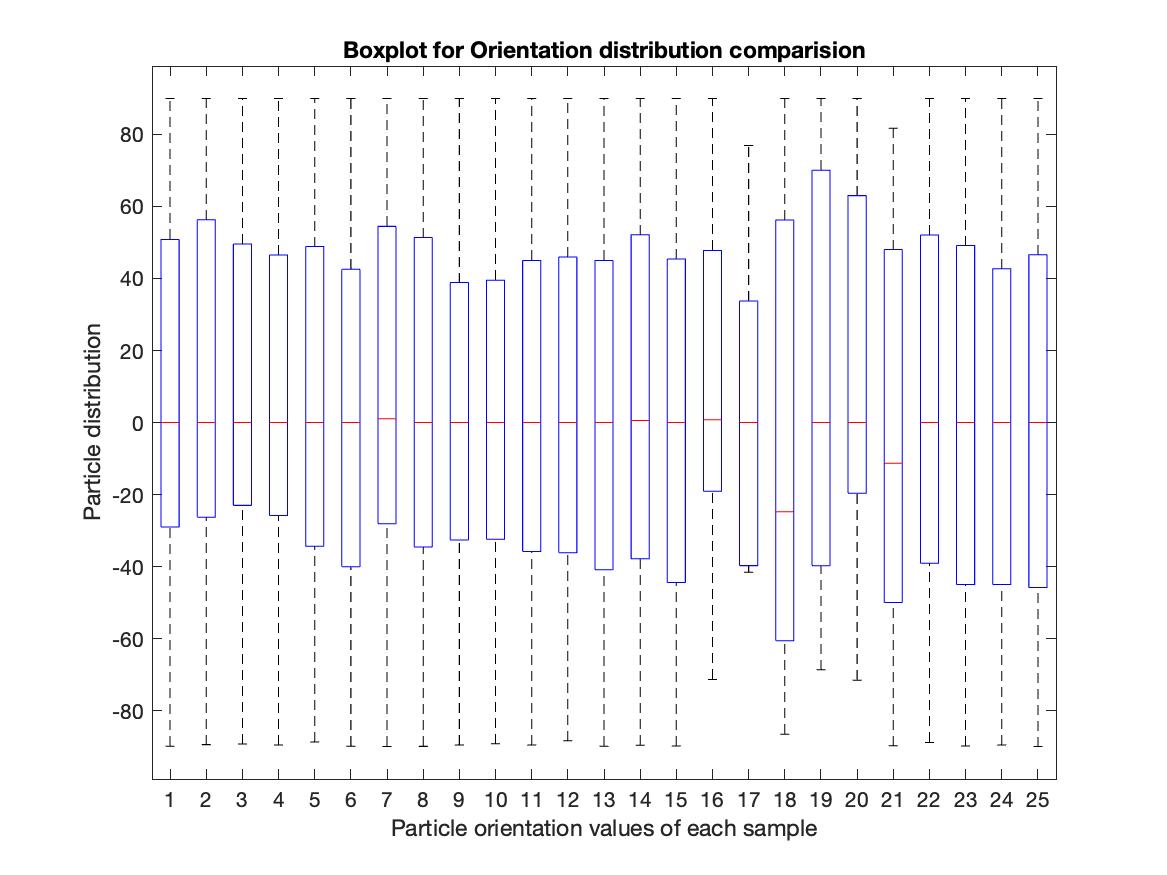 Boxplot for Orientation distribution comparision
80
60
40
20
0
-20
-40
-60
-80
Particle distribution
1 2 3 4 5 6 7 8 9 10 11 12 13 14 15 16 17 18 19 20 21 22 23 24 25
Particle orientation values of each sample